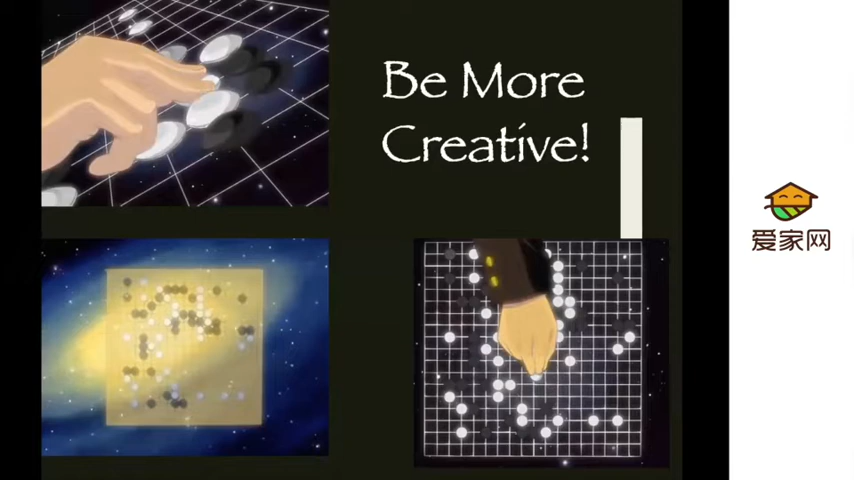 Be More
Creative!
爱家网